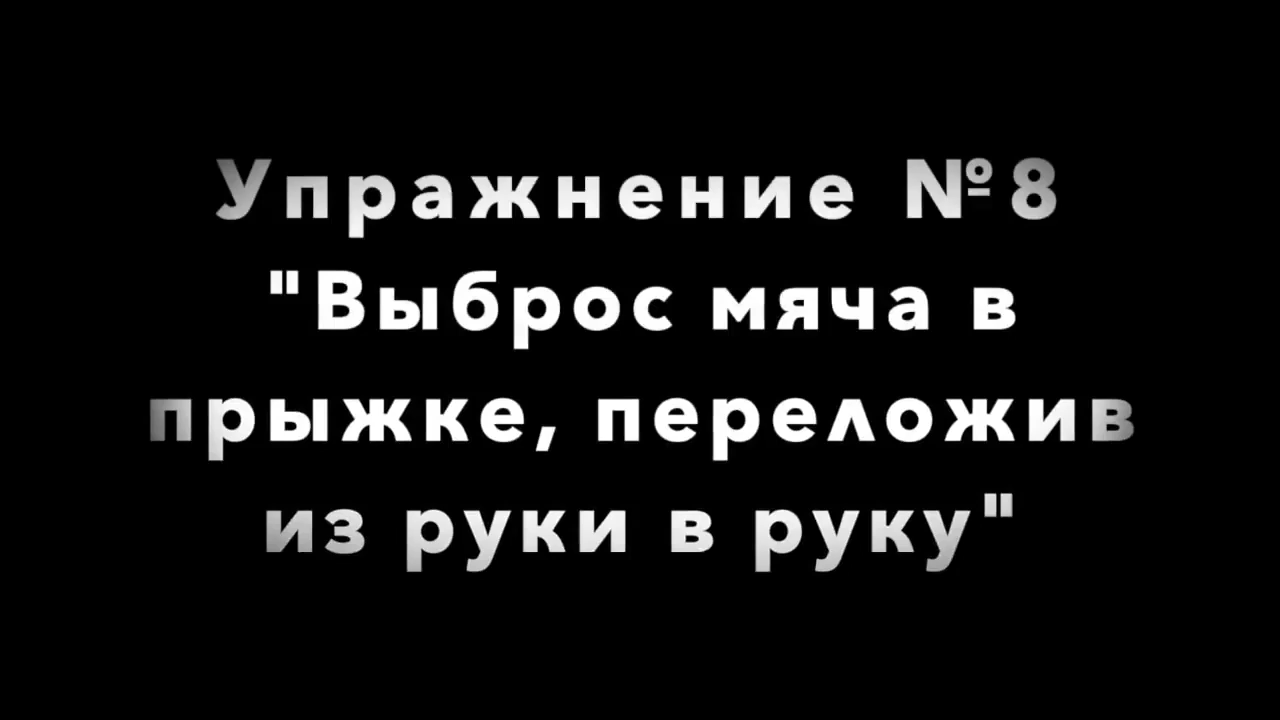 Упражнение №8
"Выброс мяча в
прыжке, переложив
из руки в руку"